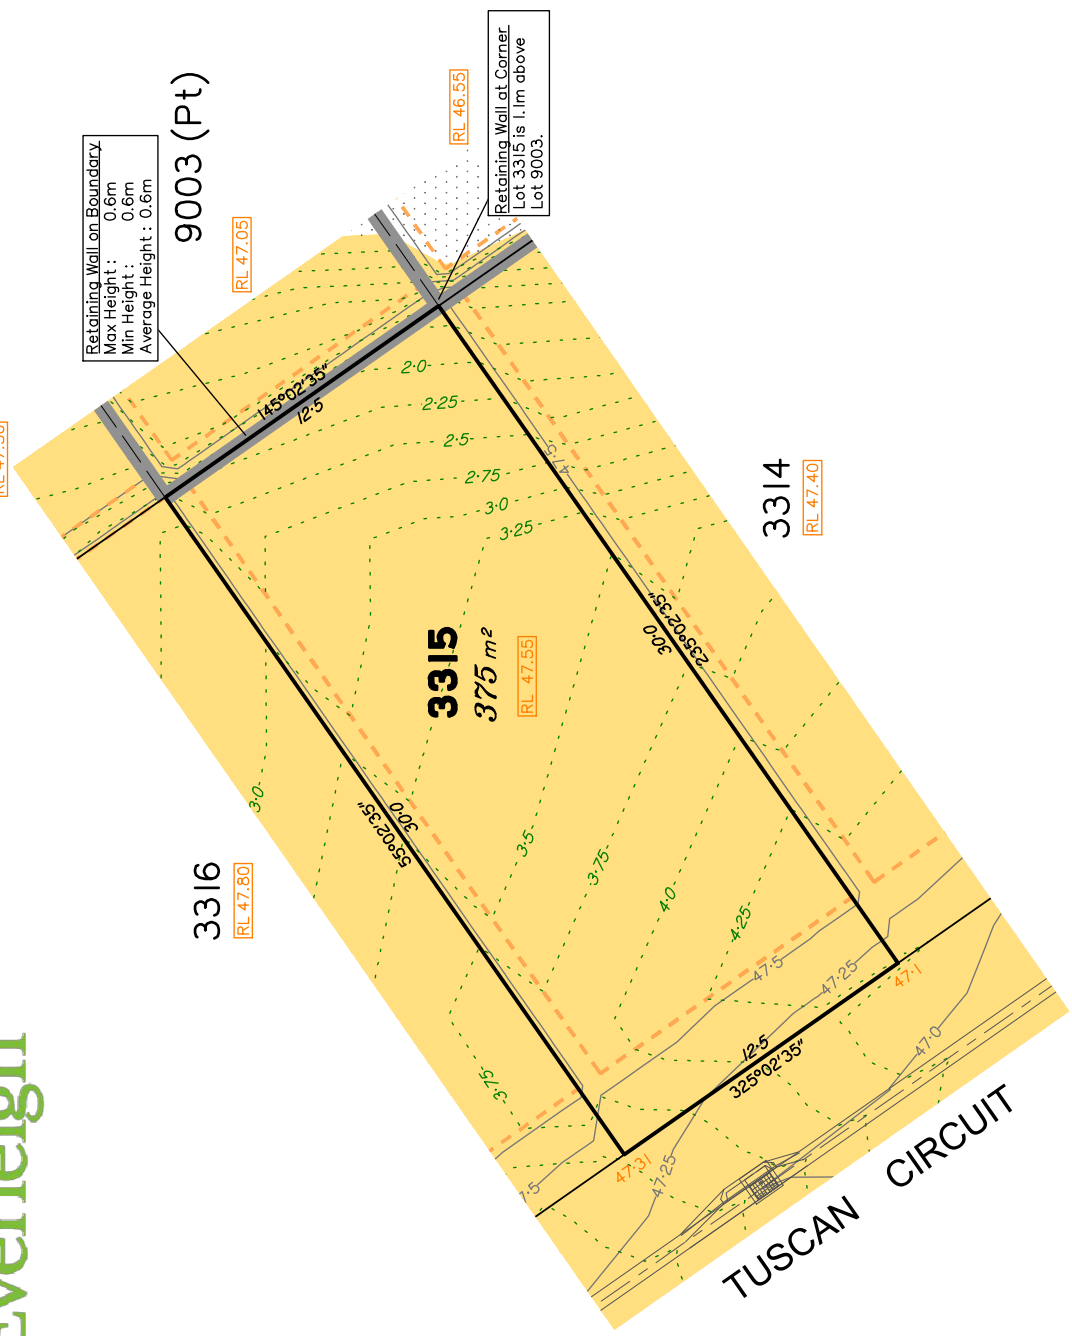 Retaining Wall on Boundary
Max Height : 0.6m
Min Height : 0.6m
Average Height : 0.6m
9003 (Pt)
RL 47.05
RL 46.55
Retaining Wall at Corner
Lot 3315 is 1.1m above
Lot 9003.
145°02'35"
12·5
2·0
2·25
2·5
2·75
3·0
3·25
47·5
3314
RL 47.40
3315
375 m²
RL 47.55
30·0
235°02'35"
3·0
55°02'35"
30·0
3316
RL 47.80
3·5
3·75
4·0
4·25
47·5
47·25
47·1
3·75
12·5
325°02'35"
47·0
47·31
47·25
7·5
TUSCAN CIRCUIT
Everleigh